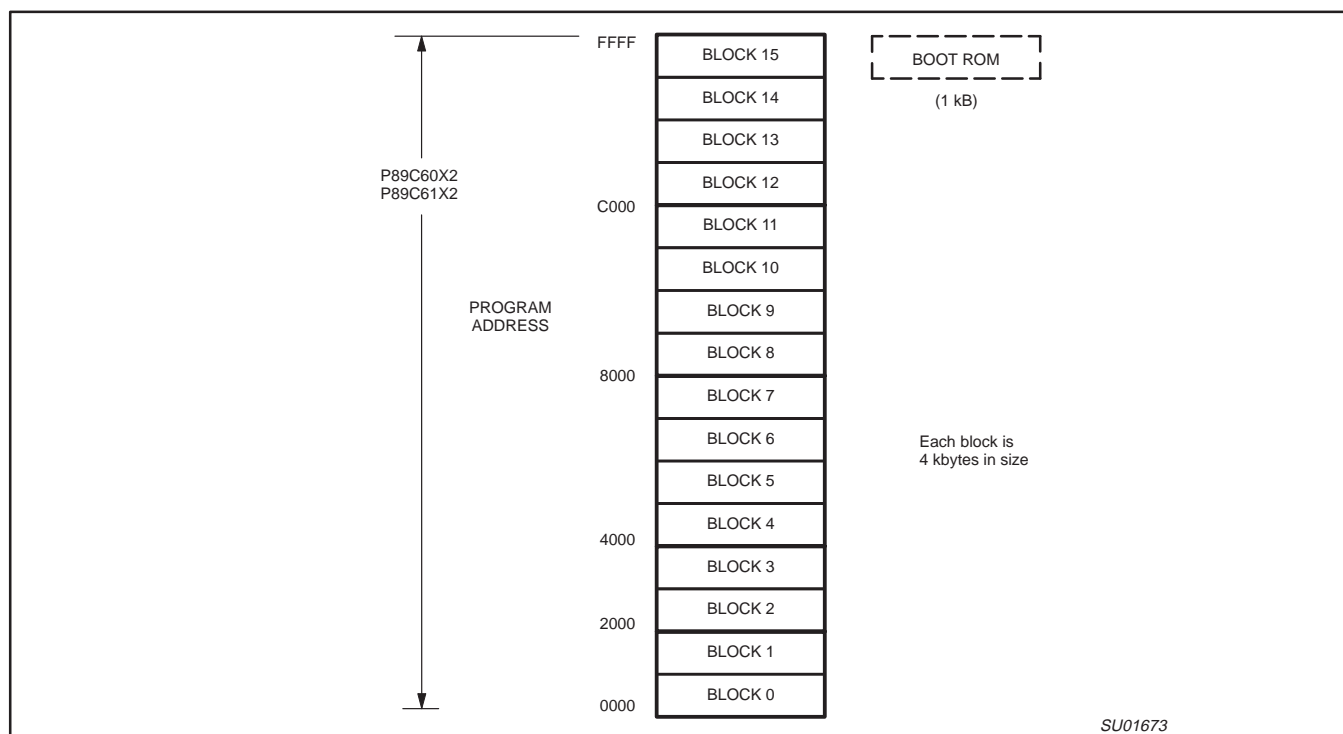 FFFF
BLOCK 15
BOOT ROM
BLOCK 14
(1 kB)
BLOCK 13
P89C60X2
P89C61X2
BLOCK 12
C000
BLOCK 11
BLOCK 10
PROGRAM
ADDRESS
BLOCK 9
BLOCK 8
8000
BLOCK 7
BLOCK 6
Each block is
4 kbytes in size
BLOCK 5
BLOCK 4
4000
BLOCK 3
BLOCK 2
2000
BLOCK 1
BLOCK 0
0000
SU01673